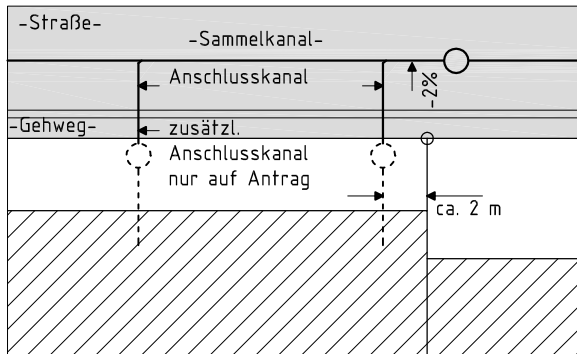 -Straße-
-Sammelkanal-
Anschlusskanal
-2%
-Gehweg-
zusätzl.
Anschlusskanal
nur auf Antrag
ca. 2 m